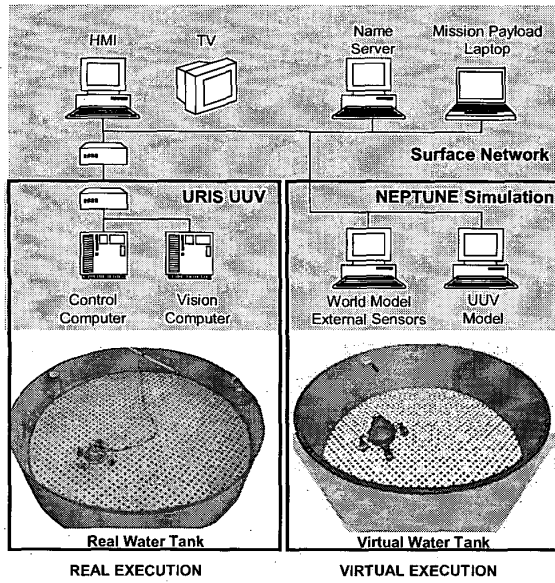 HMI
TV
Name
Server
Mission Payload
Laptop
Surface Network
URIS UUV
NEPTUNE Simulation
Control
Computer
Vision
Computer
World Model
External Sensors
UUV
Model
Real Water Tank
Virtual Water Tank
REAL EXECUTION
VIRTUAL EXECUTION